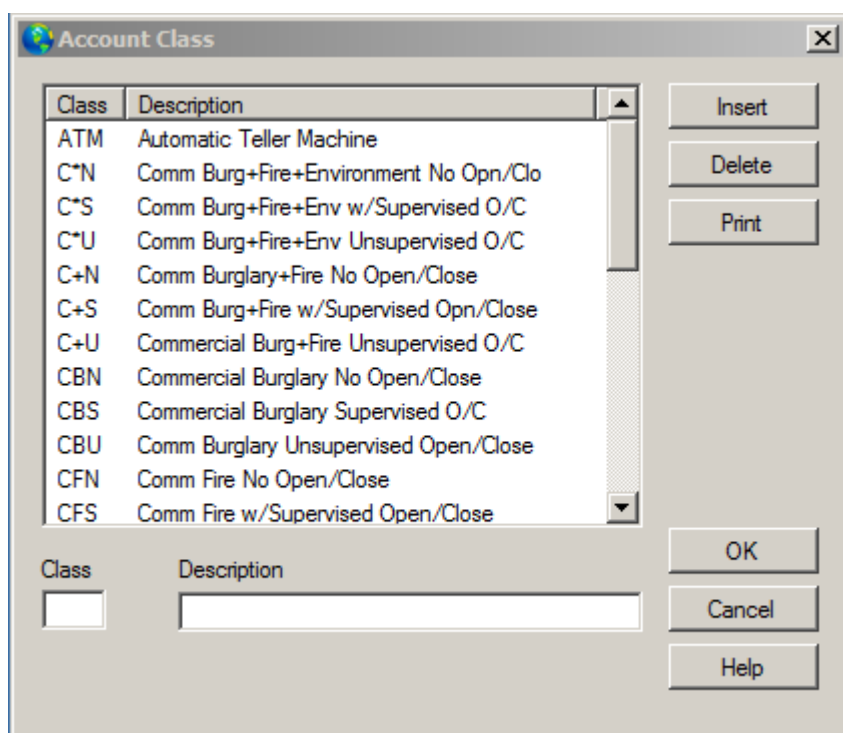 Account Class
Class Description
ATM Automatic Teller Machine
C*N Comm Burg+Fire+Environment No Opn/Clo
C*S Comm Burg+Fire+Env w/Supervised O/C
C*U Comm Burg+Fire+Env Unsupervised O/C
C+N Comm Burglary+Fire No Open/Close
C+S Comm Burg+Fire w/Supervised Opn/Close
C+U Commercial Burg+Fire Unsupervised O/C
CBN Commercial Burglary No Open/Close
CBS Commercial Burglary Supervised O/C
CBU Comm Burglary Unsupervised Open/Close
CFN Comm Fire No Open/Close
CFS Comm Fire w/Supervised Open/Close
Insert
Delete
Print
Class Description
OK
Cancel
Help